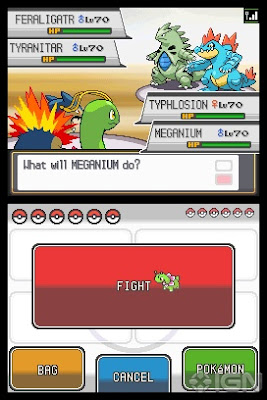 FERALIGATR ♂Lv70
HP
TYRANITAR ♂Lv70
HP
TYPHLOSION ♀Lv70
HP
MEGANIUM ♂Lv70
HP
What will MEGANIUM do?
FIGHT
BAG
CANCEL
POKéMON
IGN